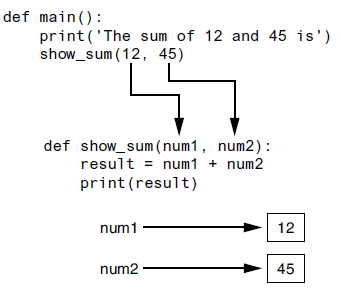 def main():
    print('The sum of 12 and 45 is')
    show_sum(12, 45)
def show_sum(num1, num2):
    result = num1 + num2
    print(result)
num1 12
num2 45